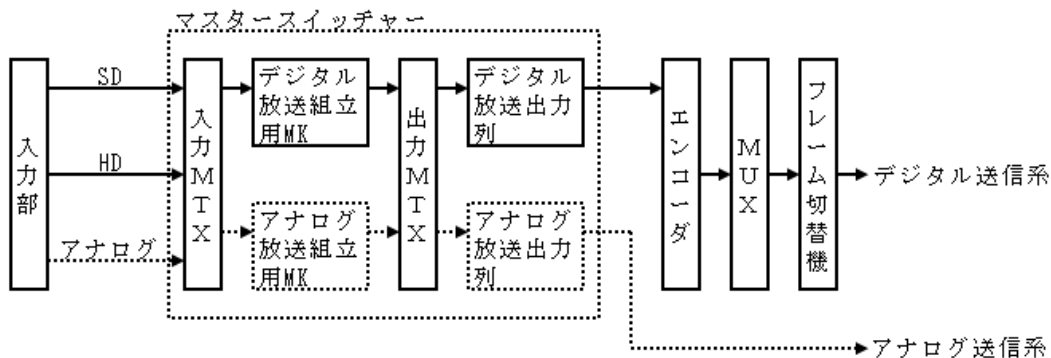 マスタースイッチャー
入力部
SD
HD
アナログ
入力MTX
デジタル
放送組立
用MK
アナログ
放送組立
用MK
出力MTX
デジタル
放送出力
列
アナログ
放送出力
列
エンコーダ
MUX
フレーム切替機
デジタル送信系
アナログ送信系